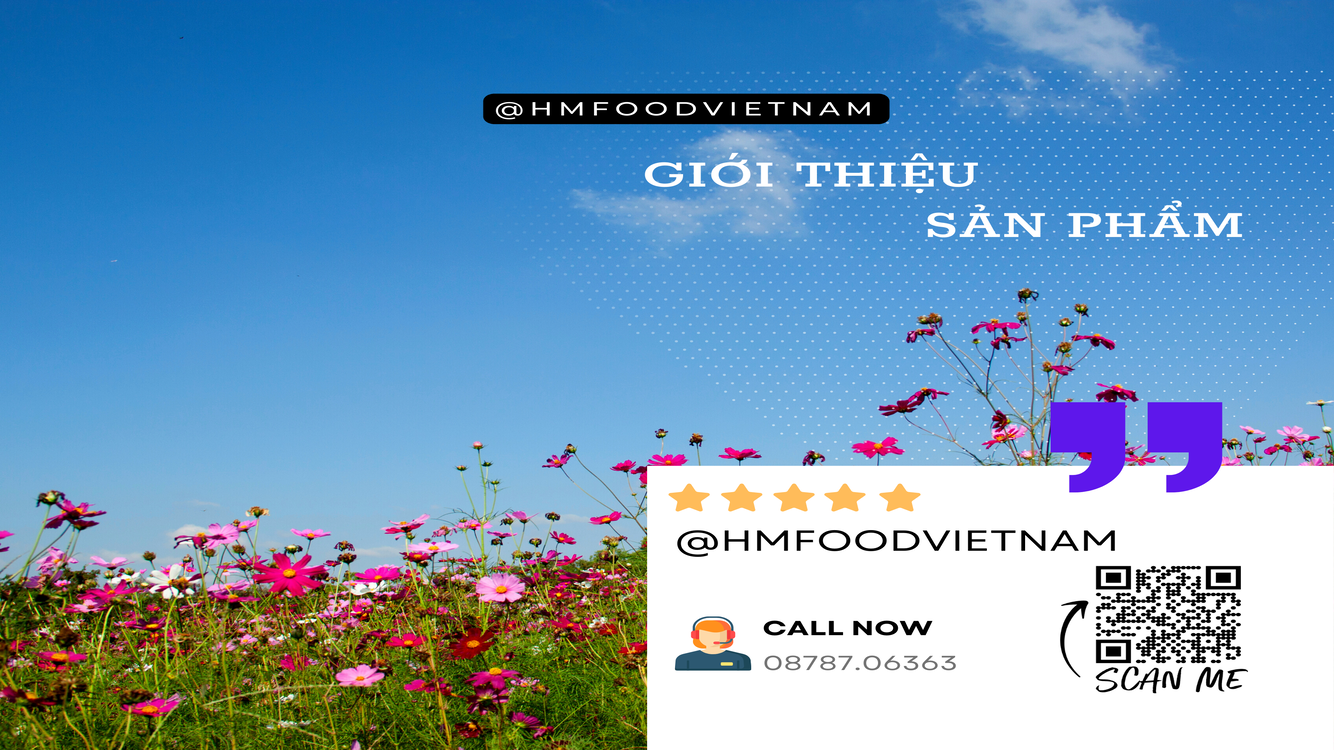 @HMFOODVIETNAM
GIỚI THIỆU
SẢN PHẨM
@HMFOODVIETNAM
CALL NOW
08787.06363
SCAN ME